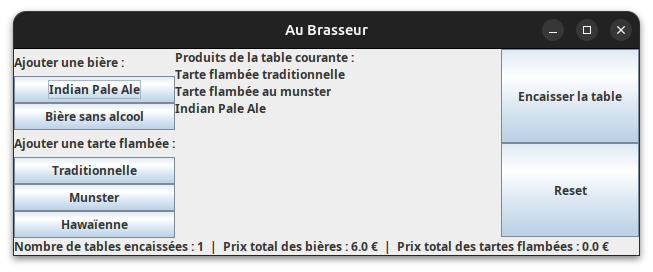 Au Brasseur
Ajouter une bière :
Indian Pale Ale
Bière sans alcool
Ajouter une tarte flambée :
Traditionnelle
Munster
Hawaïenne
Produits de la table courante :
Tarte flambée traditionnelle
Tarte flambée au munster
Indian Pale Ale
Encaisser la table
Reset
Nombre de tables encaissées : 1 | Prix total des bières : 6.0 € | Prix total des tartes flambées : 0.0 €